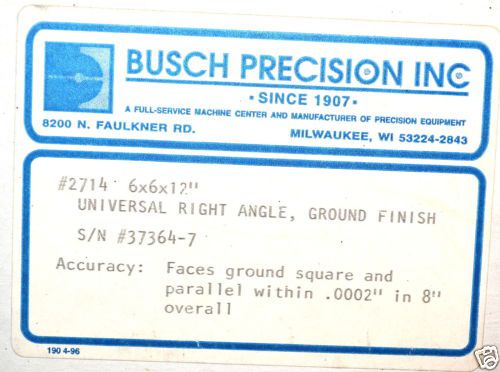 BUSCH PRECISION INC
• SINCE 1907 •
A FULL-SERVICE MACHINE CENTER AND MANUFACTURER OF PRECISION EQUIPMENT
8200 N. FAULKNER RD. MILWAUKEE, WI 53224-2843
#2714 6x6x12"
UNIVERSAL RIGHT ANGLE, GROUND FINISH
S/N #37364-7
Accuracy: Faces ground square and
parallel within .0002" in 8"
overall
190 4-96